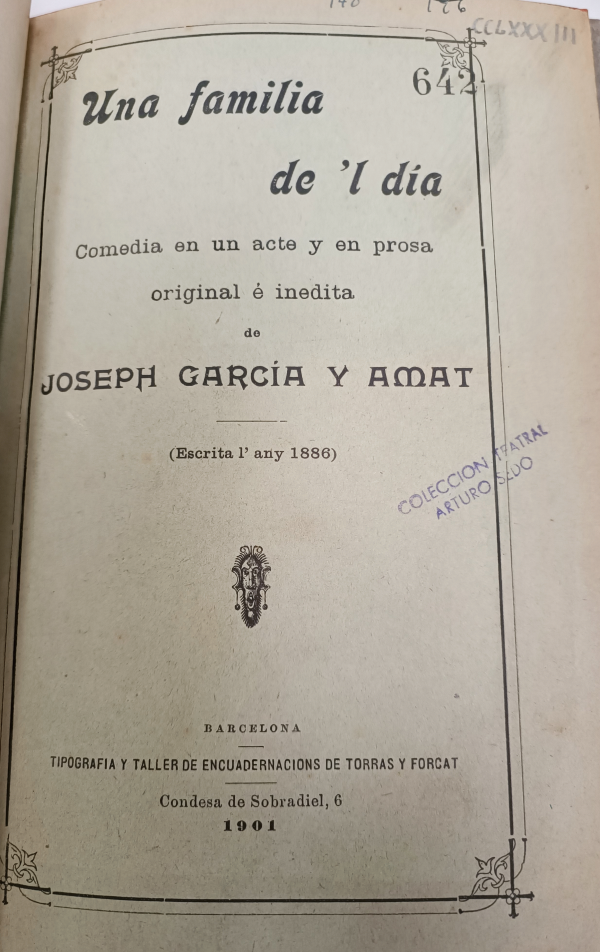 CCLXXXIII
642
Una familia
de 'l día
Comedia en un acte y en prosa
original é inedita
de
JOSEPH GARCÍA Y AMAT
(Escrita l' any 1886)
COLECCION TEATRAL
ARTURO SEDO
BARCELONA
TIPOGRAFIA Y TALLER DE ENCUADERNACIONS DE TORRAS Y FORCAT
Condesa de Sobradiel, 6
1901